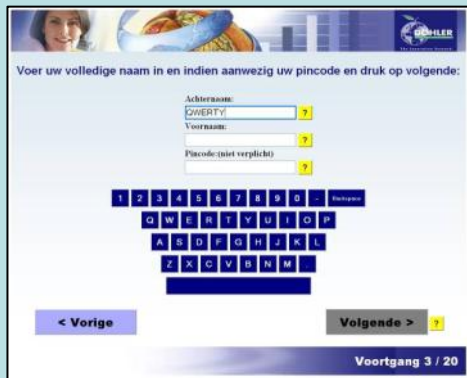 DÖHLER
Voer uw volledige naam in en indien aanwezig uw pincode en druk op volgende:
Achternaam:
QWERTY ?
Voornaam:
?
Pincode:(niet verplicht)
?
1 2 3 4 5 6 7 8 9 0 - Backspace
Q W E R T Y U I O P
A S D F G H J K L
Z X C V B N M .
< Vorige Volgende > ?
Voortgang 3 / 20